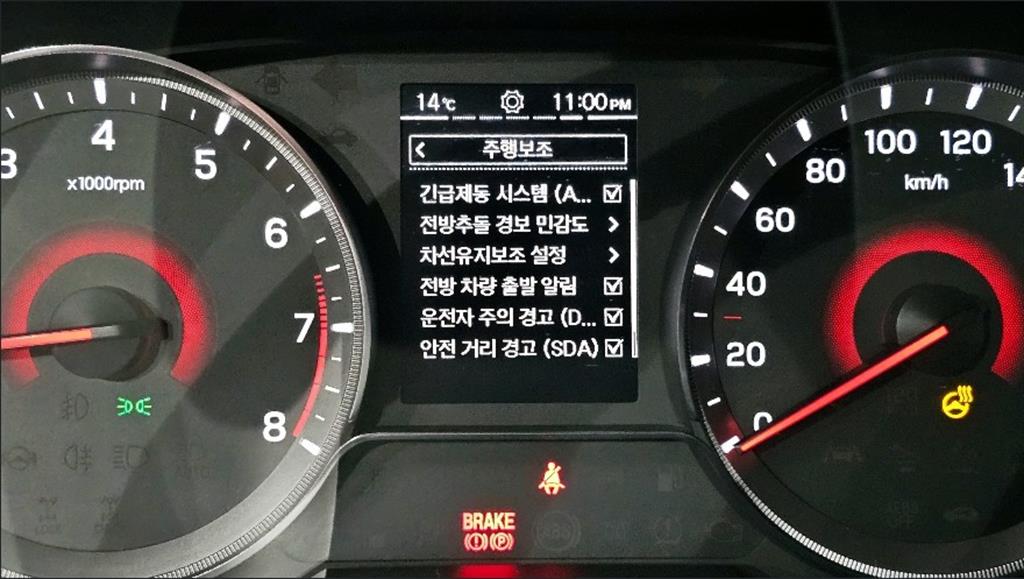 14℃ 11:00PM
주행보조
긴급제동 시스템 (A...
전방추돌 경보 민감도
차선유지보조 설정
전방 차량 출발 알림
운전자 주의 경고 (D...
안전 거리 경고 (SDA)
3 4 5 6 7 8
x1000rpm
0 20 40 60 80 100 120
km/h
BRAKE
(!) (P)